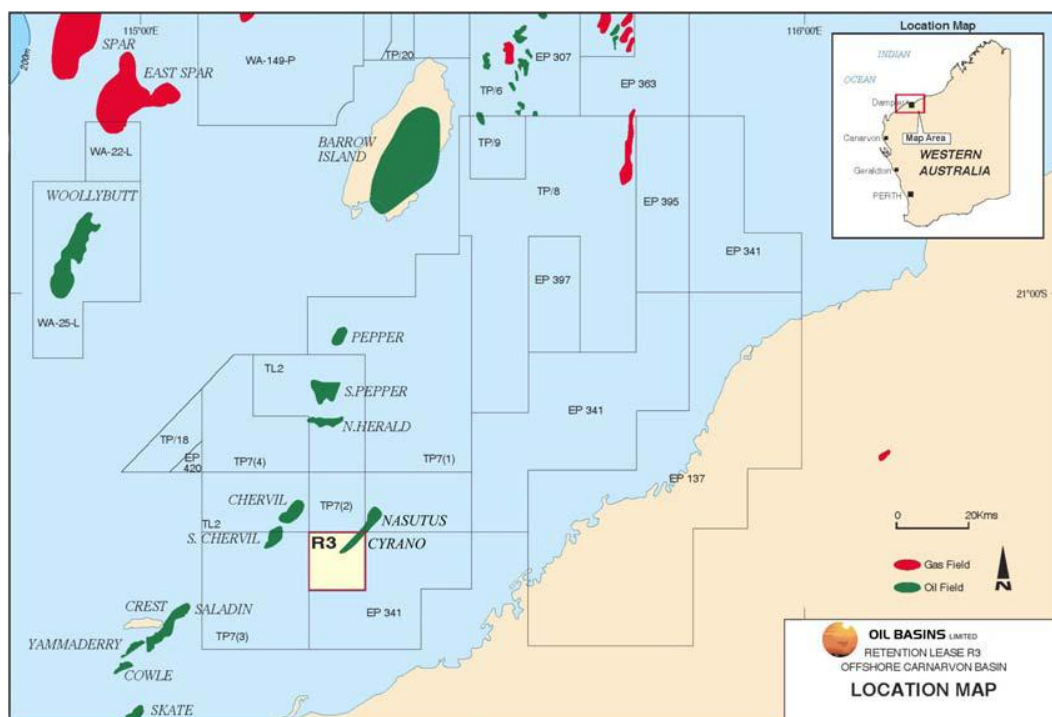 115°00'E
116°00'E
200m
SPAR
EAST SPAR
WA-149-P
TP/20
TP/6
EP 307
EP 363
WA-22-L
BARROW
ISLAND
TP/9
TP/8
WOOLLYBUTT
EP 395
EP 341
EP 397
WA-25-L
21°00'S
PEPPER
TL2
S.PEPPER
N.HERALD
EP 341
TP/18
EP
420
TP7(4)
TP7(1)
EP 137
CHERVIL
TP7(2)
NASUTUS
TL2
S. CHERVIL
R3
CYRANO
CREST
SALADIN
EP 341
YAMMADERRY
TP7(3)
COWLE
SKATE
Location Map
INDIAN
OCEAN
Dampier
Map Area
Canarvon
WESTERN
AUSTRALIA
Geraldton
PERTH
0 20Kms
Gas Field
Oil Field
N
OIL BASINS LIMITED
RETENTION LEASE R3
OFFSHORE CARNARVON BASIN
LOCATION MAP